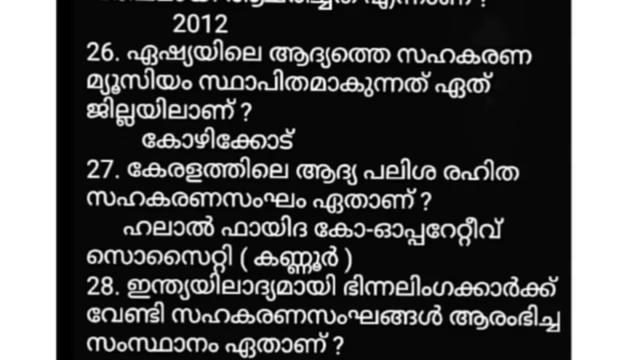 2012
26. ഏഷ്യയിലെ ആദ്യത്തെ സഹകരണ
മ്യൂസിയം സ്ഥാപിതമാകുന്നത് ഏത്
ജില്ലയിലാണ് ?
കോഴിക്കോട്
27. കേരളത്തിലെ ആദ്യ പലിശ രഹിത
സഹകരണസംഘം ഏതാണ് ?
ഹലാൽ ഫായിദ കോ-ഓപ്പറേറ്റീവ്
സൊസൈറ്റി ( കണ്ണൂർ )
28. ഇന്ത്യയിലാദ്യമായി ഭിന്നലിംഗക്കാർക്ക്
വേണ്ടി സഹകരണസംഘങ്ങൾ ആരംഭിച്ച
സംസ്ഥാനം ഏതാണ് ?